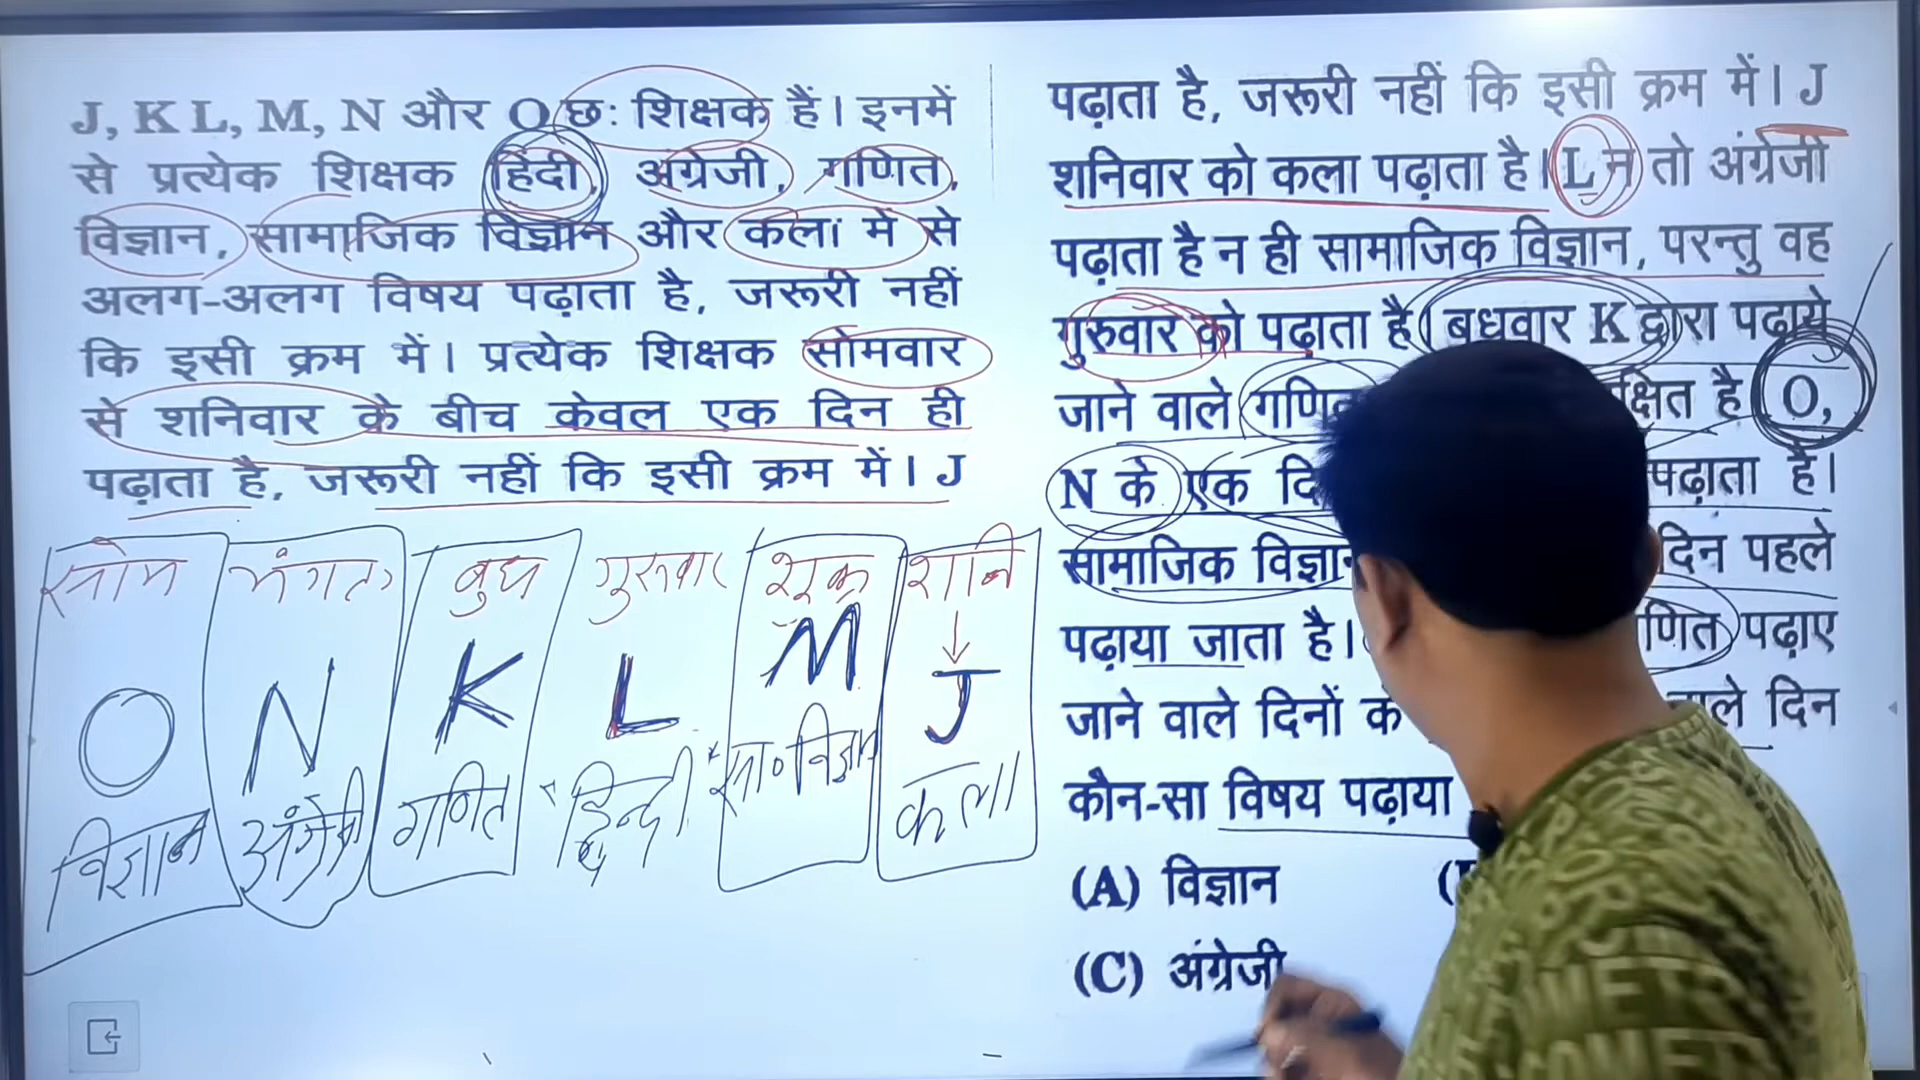 J, K L, M, N और O छः शिक्षक हैं। इनमें
से प्रत्येक शिक्षक हिंदी, अंग्रेजी, गणित,
विज्ञान, सामाजिक विज्ञान और कला में से
अलग-अलग विषय पढ़ाता है, जरूरी नहीं
कि इसी क्रम में। प्रत्येक शिक्षक सोमवार
से शनिवार के बीच केवल एक दिन ही
पढ़ाता है, जरूरी नहीं कि इसी क्रम में। J
सोम मंगल बुध गुरुवार शुक्र शनि
O N K L M J
विज्ञान अंग्रेजी गणित हिन्दी सा०विज्ञान कला
पढ़ाता है, जरूरी नहीं कि इसी क्रम में। J
शनिवार को कला पढ़ाता है। L न तो अंग्रेजी
पढ़ाता है न ही सामाजिक विज्ञान, परन्तु वह
गुरुवार को पढ़ाता है। बधवार K द्वारा पढ़ाये
जाने वाले है O,
N के एक पढ़ाता है।
सामाजिक दिन पहले
पढ़ाया जाता है। पढ़ाए
जाने वाले दिनों दिन
कौन-सा विषय पढ़ाया
(A) विज्ञान
(C) अंग्रेजी